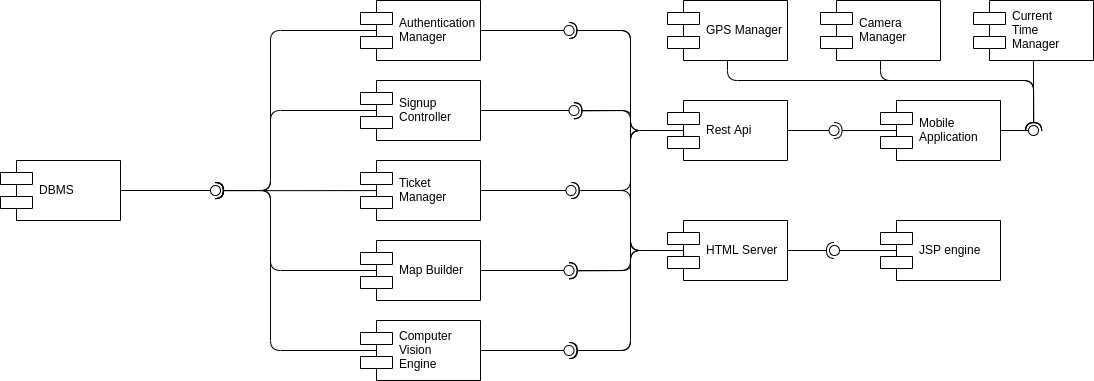 Authentication
Manager
GPS Manager
Camera
Manager
Current
Time
Manager
Signup
Controller
Rest Api
Mobile
Application
DBMS
Ticket
Manager
Map Builder
HTML Server
JSP engine
Computer
Vision
Engine